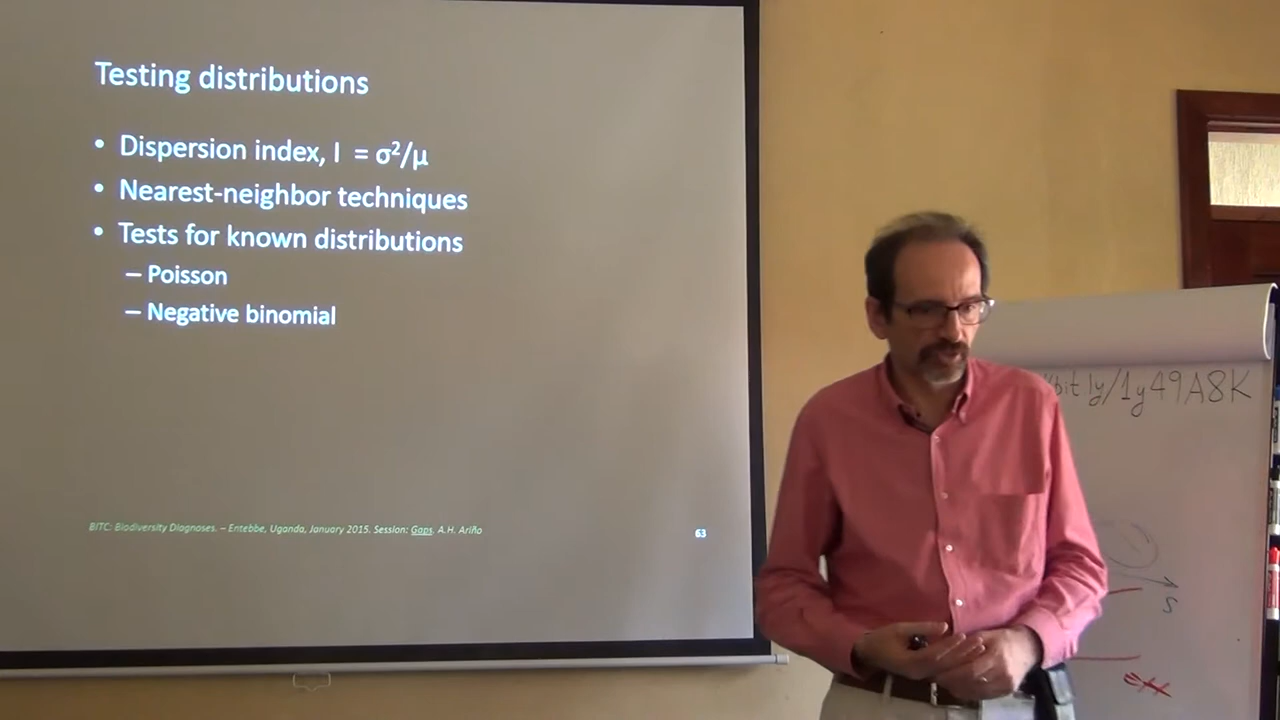 Testing distributions
• Dispersion index, I = σ²/μ
• Nearest-neighbor techniques
• Tests for known distributions
– Poisson
– Negative binomial
BITC: Biodiversity Diagnoses. – Entebbe, Uganda, January 2015. Session: Gaps. A.H. Ariño
63
bit ly/1y49A8K
S